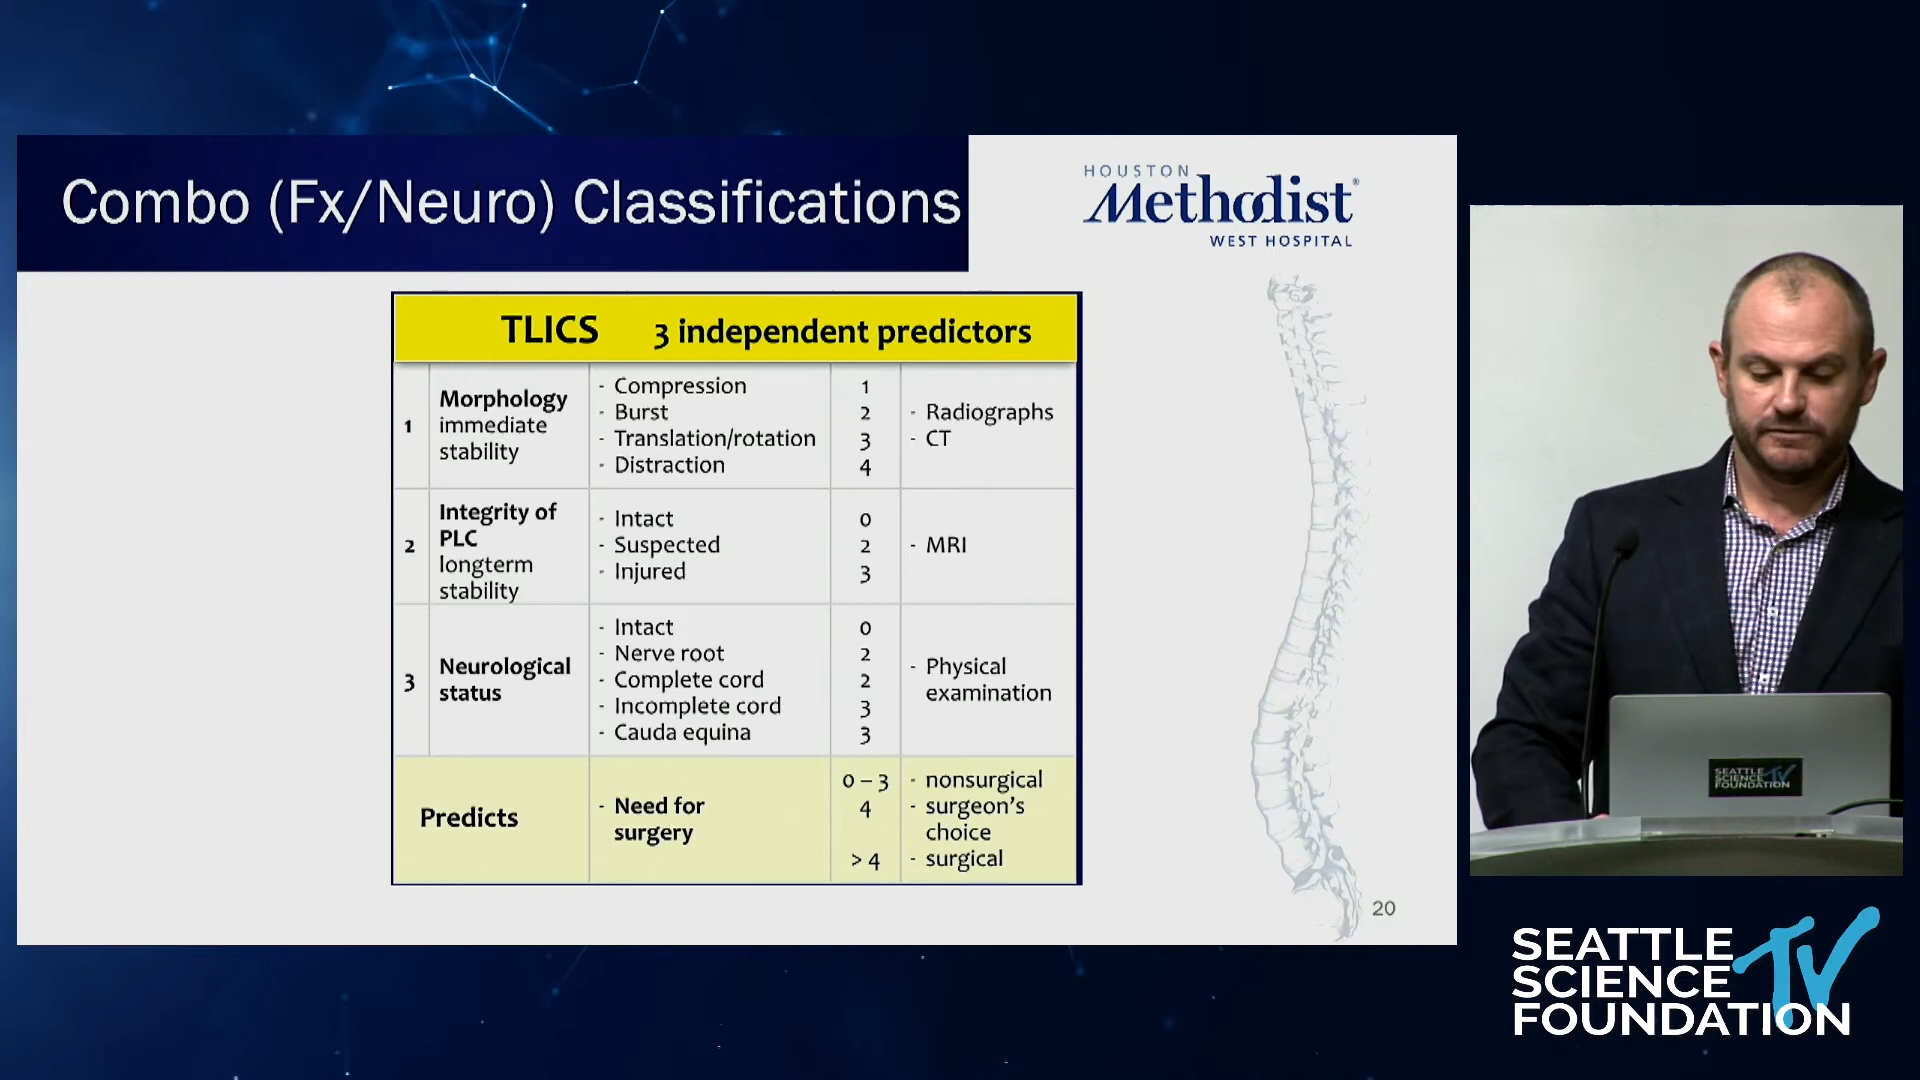 Combo (Fx/Neuro) Classifications
HOUSTON
Methodist®
WEST HOSPITAL
TLICS 3 independent predictors
1
Morphology
immediate
stability
- Compression 1
- Burst 2
- Translation/rotation 3
- Distraction 4
- Radiographs
- CT
2
Integrity of
PLC
longterm
stability
- Intact 0
- Suspected 2
- Injured 3
- MRI
3
Neurological
status
- Intact 0
- Nerve root 2
- Complete cord 2
- Incomplete cord 3
- Cauda equina 3
- Physical
examination
Predicts
- Need for
surgery
0 – 3 - nonsurgical
4 - surgeon's
choice
> 4 - surgical
20
SEATTLE
SCIENCE TV
FOUNDATION
SEATTLE
SCIENCE TV
FOUNDATION